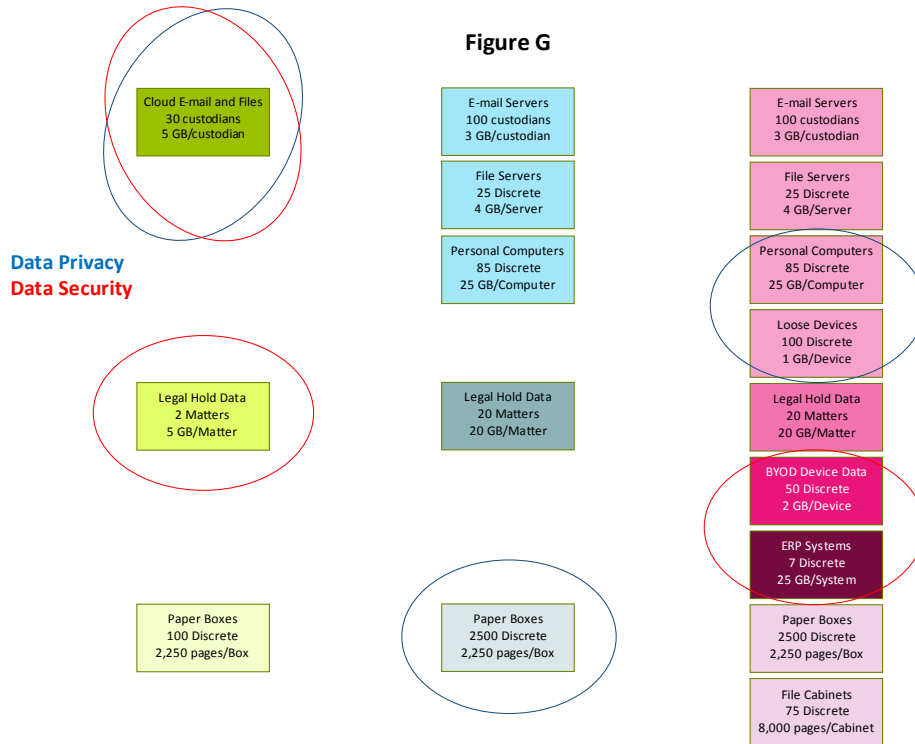 Figure G
Cloud E-mail and Files
30 custodians
5 GB/custodian
E-mail Servers
100 custodians
3 GB/custodian
E-mail Servers
100 custodians
3 GB/custodian
File Servers
25 Discrete
4 GB/Server
File Servers
25 Discrete
4 GB/Server
Data Privacy
Data Security
Personal Computers
85 Discrete
25 GB/Computer
Personal Computers
85 Discrete
25 GB/Computer
Loose Devices
100 Discrete
1 GB/Device
Legal Hold Data
2 Matters
5 GB/Matter
Legal Hold Data
20 Matters
20 GB/Matter
Legal Hold Data
20 Matters
20 GB/Matter
BYOD Device Data
50 Discrete
2 GB/Device
ERP Systems
7 Discrete
25 GB/System
Paper Boxes
100 Discrete
2,250 pages/Box
Paper Boxes
2500 Discrete
2,250 pages/Box
Paper Boxes
2500 Discrete
2,250 pages/Box
File Cabinets
75 Discrete
8,000 pages/Cabinet